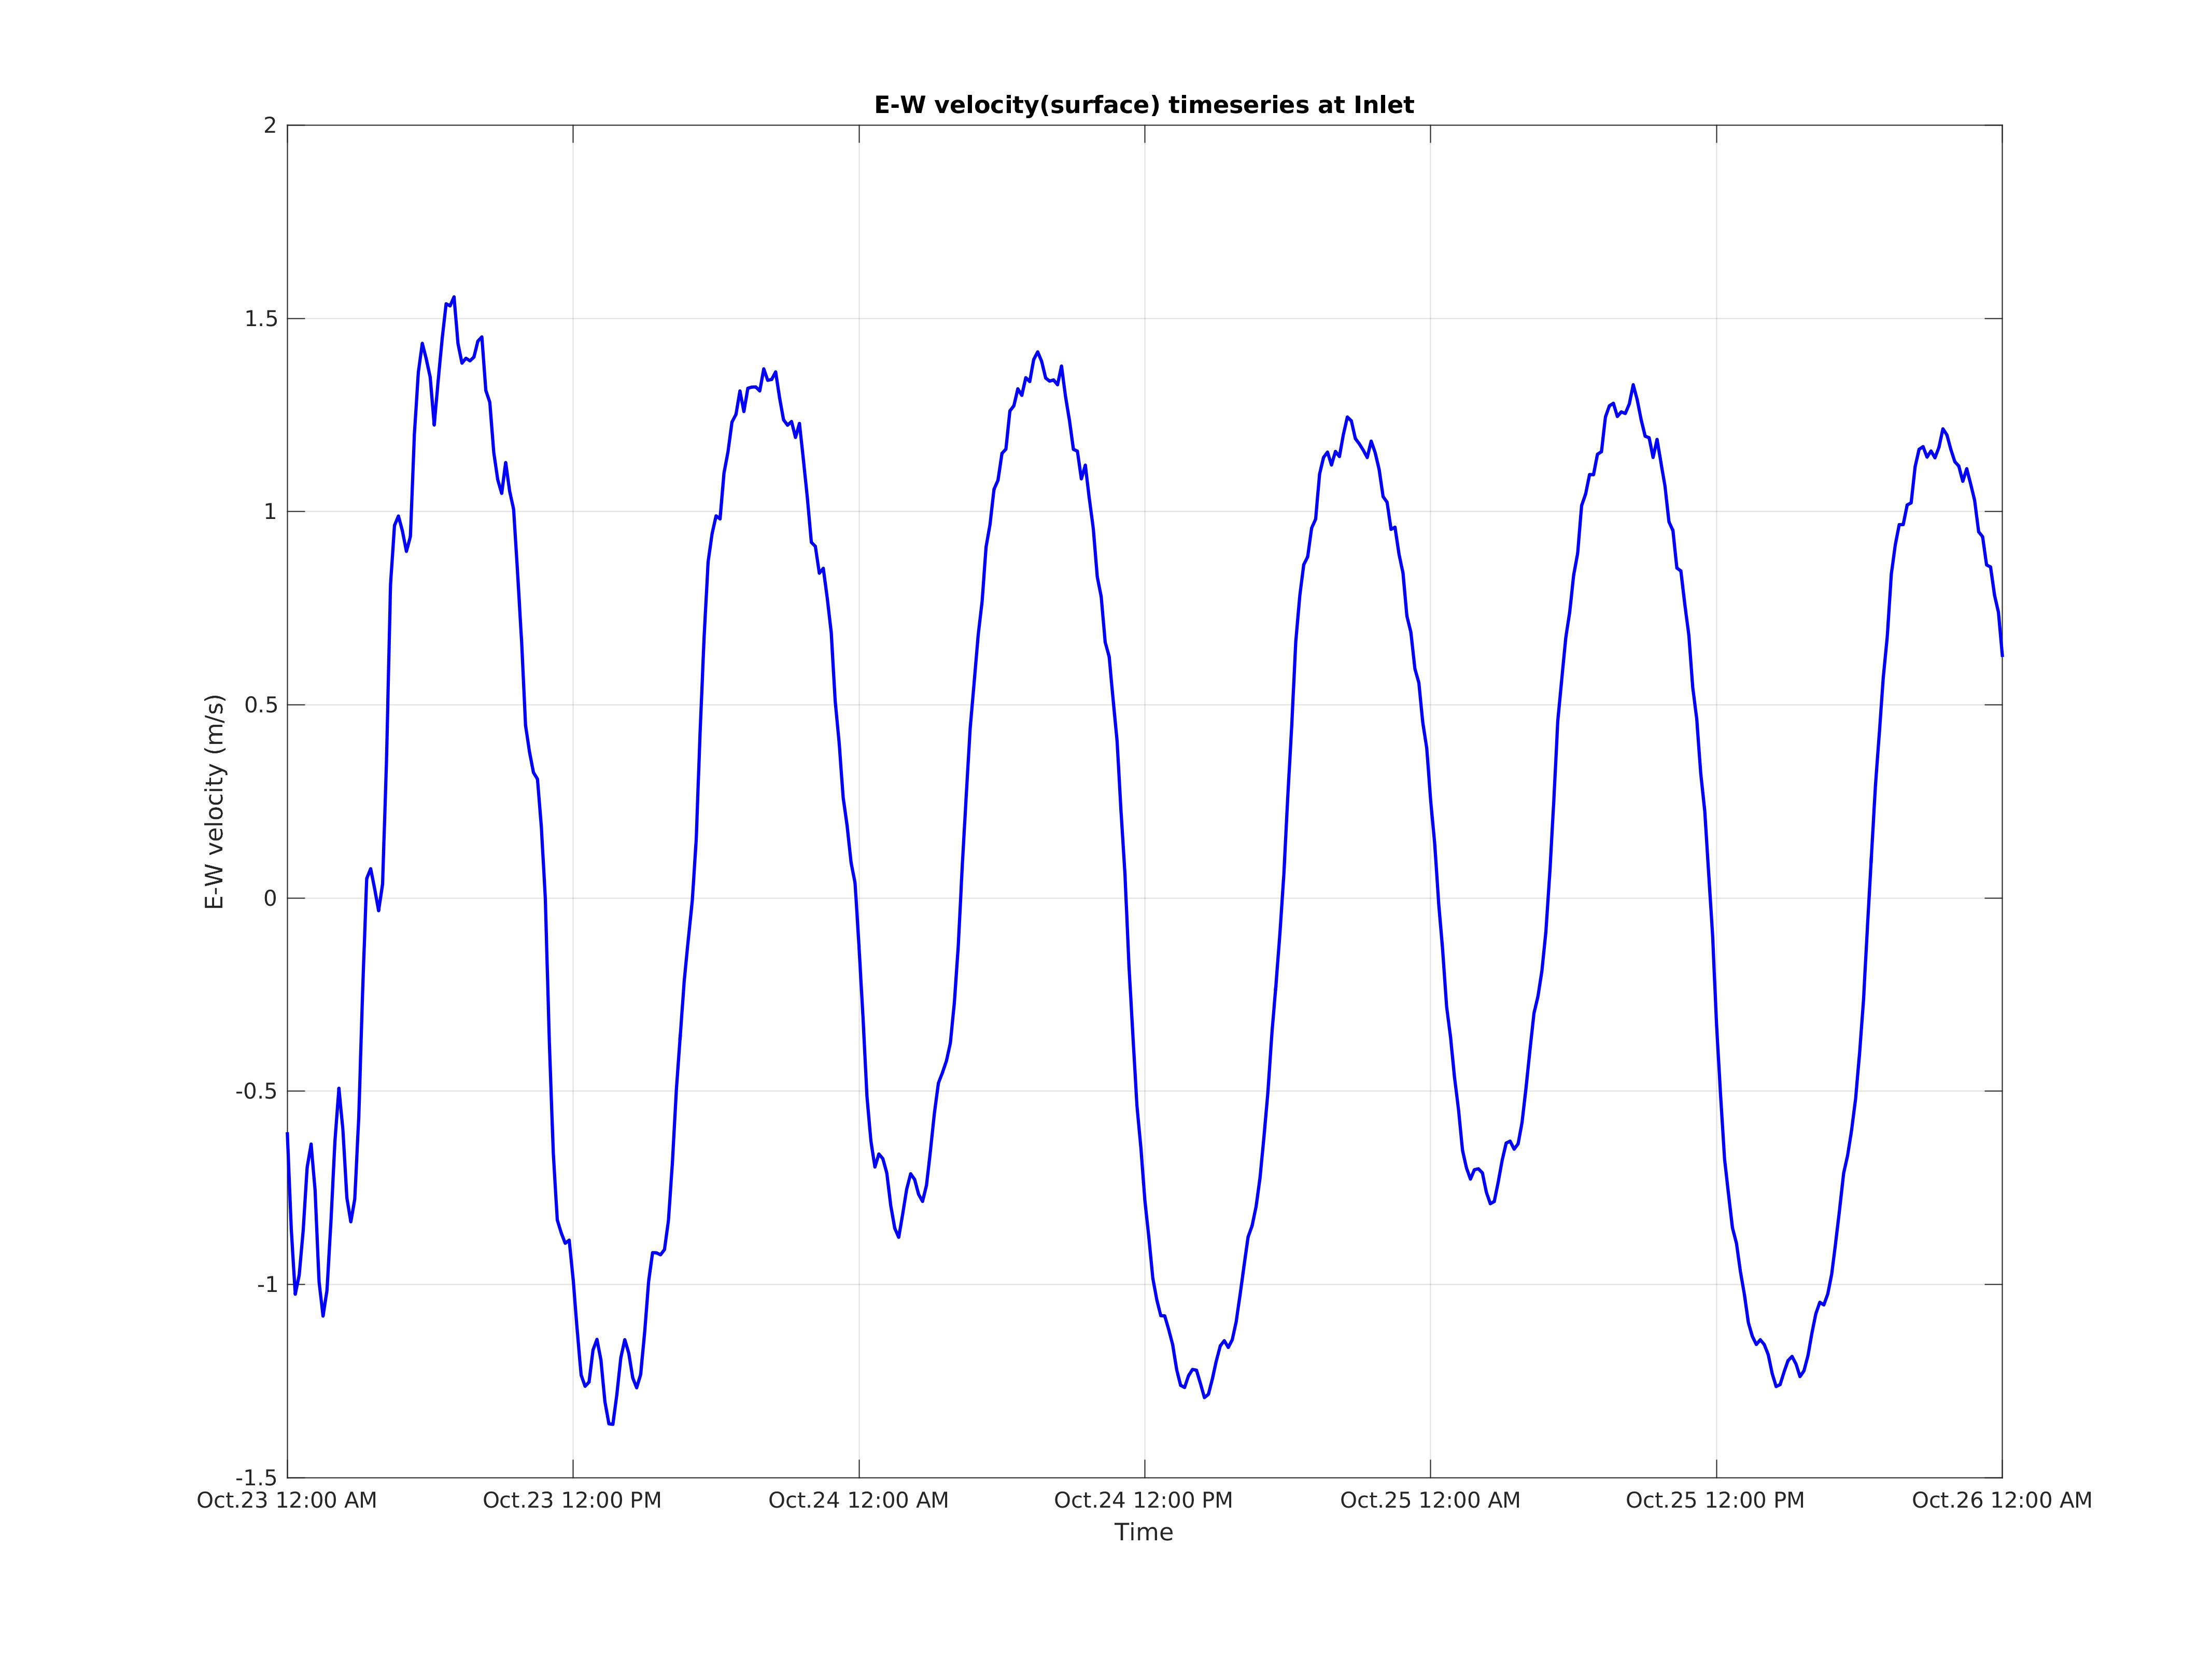 E-W velocity(surface) timeseries at Inlet
2
1.5
1
0.5
0
-0.5
-1
-1.5
E-W velocity (m/s)
Oct.23 12:00 AM Oct.23 12:00 PM Oct.24 12:00 AM Oct.24 12:00 PM Oct.25 12:00 AM Oct.25 12:00 PM Oct.26 12:00 AM
Time